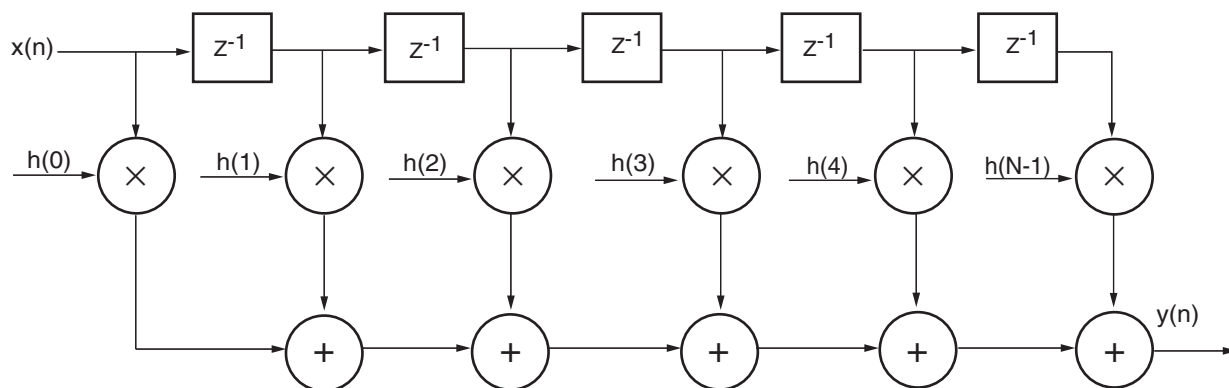 x(n) Z⁻¹ Z⁻¹ Z⁻¹ Z⁻¹ Z⁻¹
h(0) × h(1) × h(2) × h(3) × h(4) × h(N-1) ×
y(n)
+ + + + +